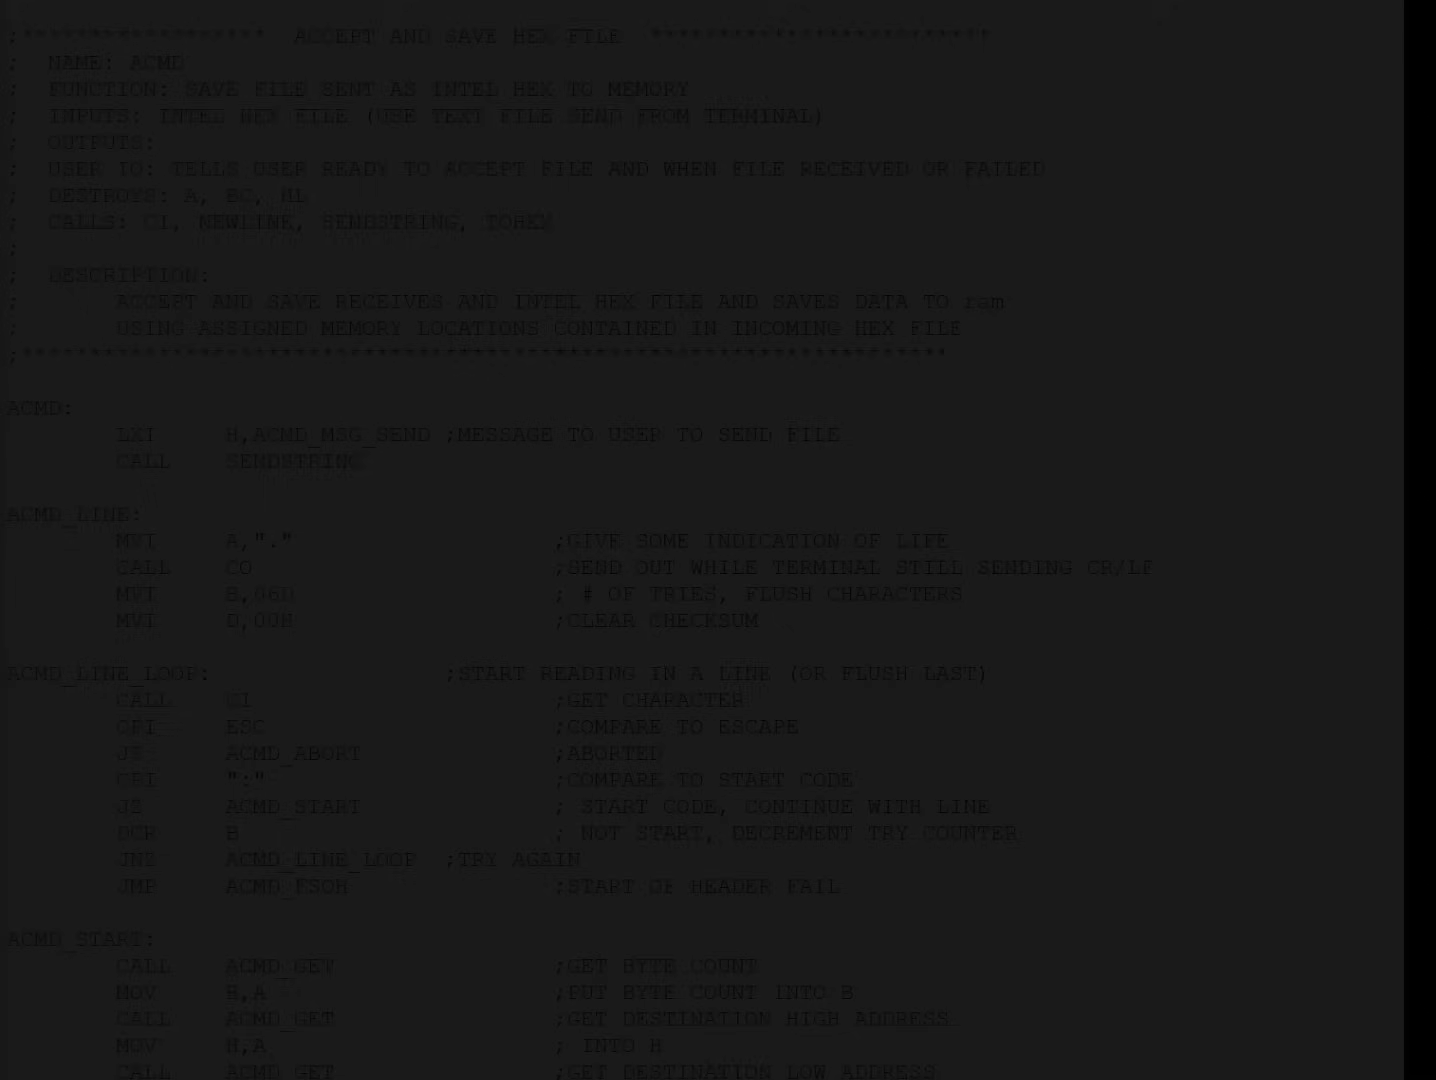 ;****************** ACCEPT AND SAVE HEX FILE *************************
; NAME: ACMD
; FUNCTION: SAVE FILE SENT AS INTEL HEX TO MEMORY
; INPUTS: INTEL HEX FILE (USE TEXT FILE SEND FROM TERMINAL)
; OUTPUTS:
; USER IO: TELLS USER READY TO ACCEPT FILE AND WHEN FILE RECEIVED OR FAILED
; DESTROYS: A, BC, HL
; CALLS: CI, NEWLINE, SENDSTRING, TOHEX
;
; DESCRIPTION:
; ACCEPT AND SAVE RECEIVES AND INTEL HEX FILE AND SAVES DATA TO ram
; USING ASSIGNED MEMORY LOCATIONS CONTAINED IN INCOMING HEX FILE
;*********************************************************************
ACMD:
LXI H,ACMD_MSG_SEND ;MESSAGE TO USER TO SEND FILE
CALL SENDSTRING
ACMD_LINE:
MVI A,"." ;GIVE SOME INDICATION OF LIFE
CALL CO ;SEND OUT WHILE TERMINAL STILL SENDING CR/LF
MVI B,06D ; # OF TRIES, FLUSH CHARACTERS
MVI D,00H ;CLEAR CHECKSUM
ACMD_LINE_LOOP: ;START READING IN A LINE (OR FLUSH LAST)
CALL CI ;GET CHARACTER
CPI ESC ;COMPARE TO ESCAPE
JZ ACMD_ABORT ;ABORTED
CPI ":" ;COMPARE TO START CODE
JZ ACMD_START ; START CODE, CONTINUE WITH LINE
DCR B ; NOT START, DECREMENT TRY COUNTER
JNZ ACMD_LINE_LOOP ;TRY AGAIN
JMP ACMD_FSOH ;START OF HEADER FAIL
ACMD_START:
CALL ACMD_GET ;GET BYTE COUNT
MOV B,A ;PUT BYTE COUNT INTO B
CALL ACMD_GET ;GET DESTINATION HIGH ADDRESS
MOV H,A ; INTO H
CALL ACMD_GET ;GET DESTINATION LOW ADDRESS